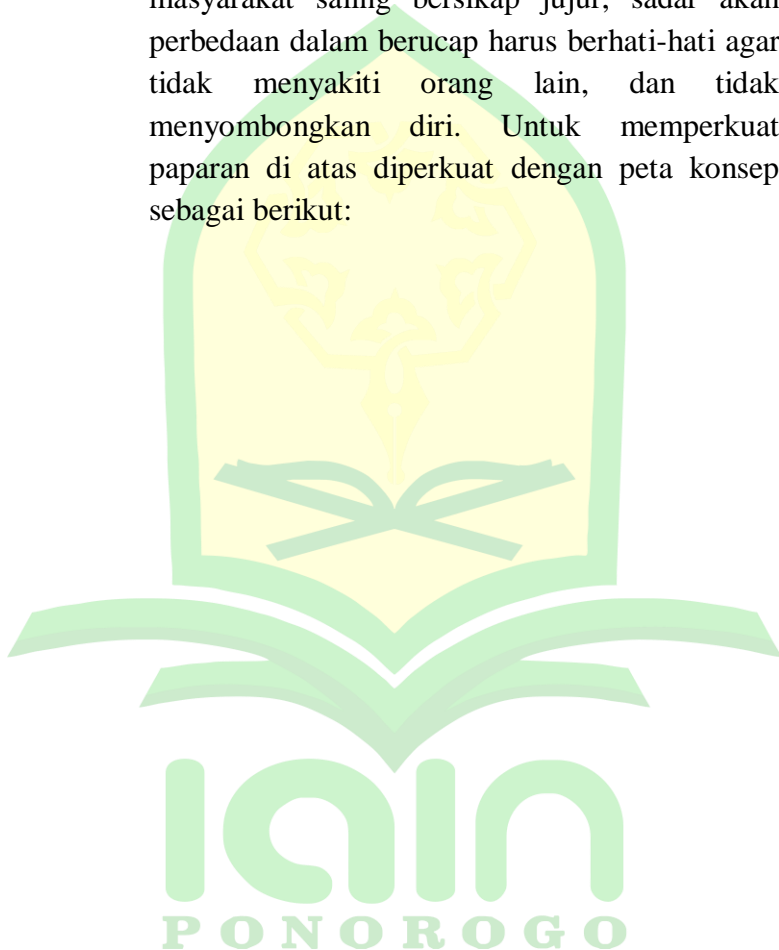 masyarakat saling bersikap jujur, sadar akan
perbedaan dalam berucap harus berhati-hati agar
tidak menyakiti orang lain, dan tidak
menyombongkan diri. Untuk memperkuat
paparan di atas diperkuat dengan peta konsep
sebagai berikut:
iain
PONOROGO